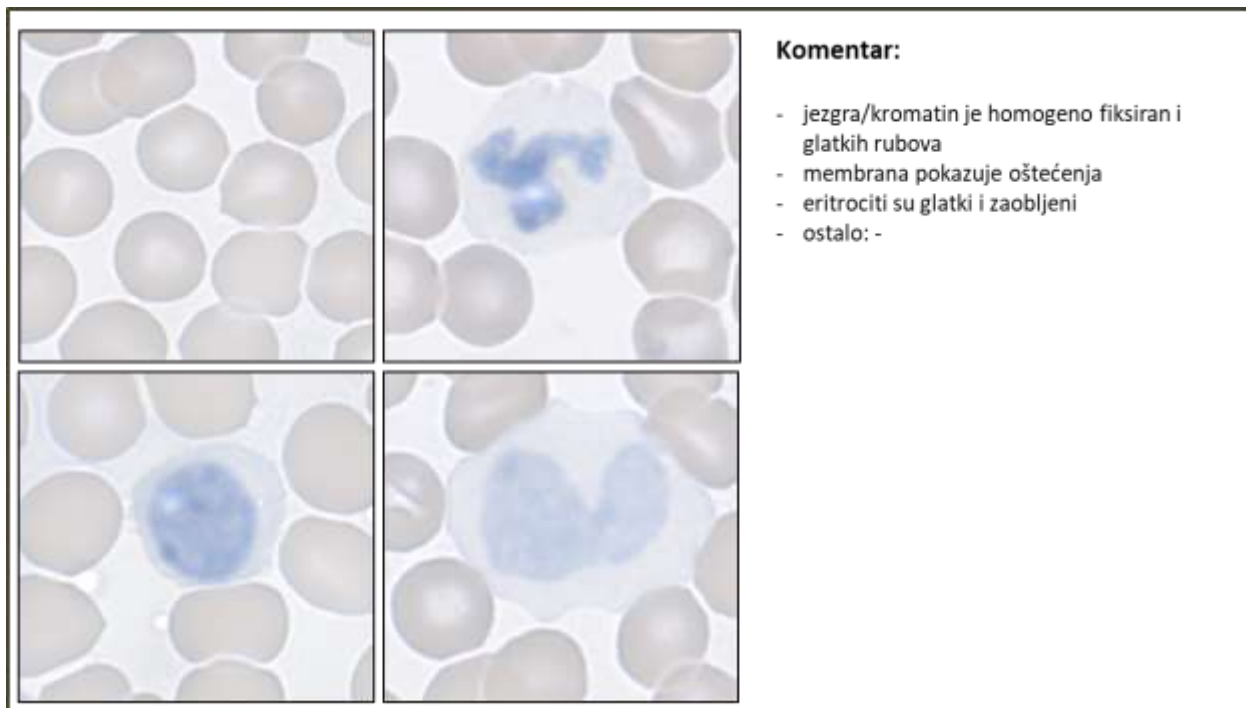 Komentar:
- jezgra/kromatin je homogeno fiksiran i
glatkih rubova
- membrana pokazuje oštećenja
- eritrociti su glatki i zaobljeni
- ostalo: -